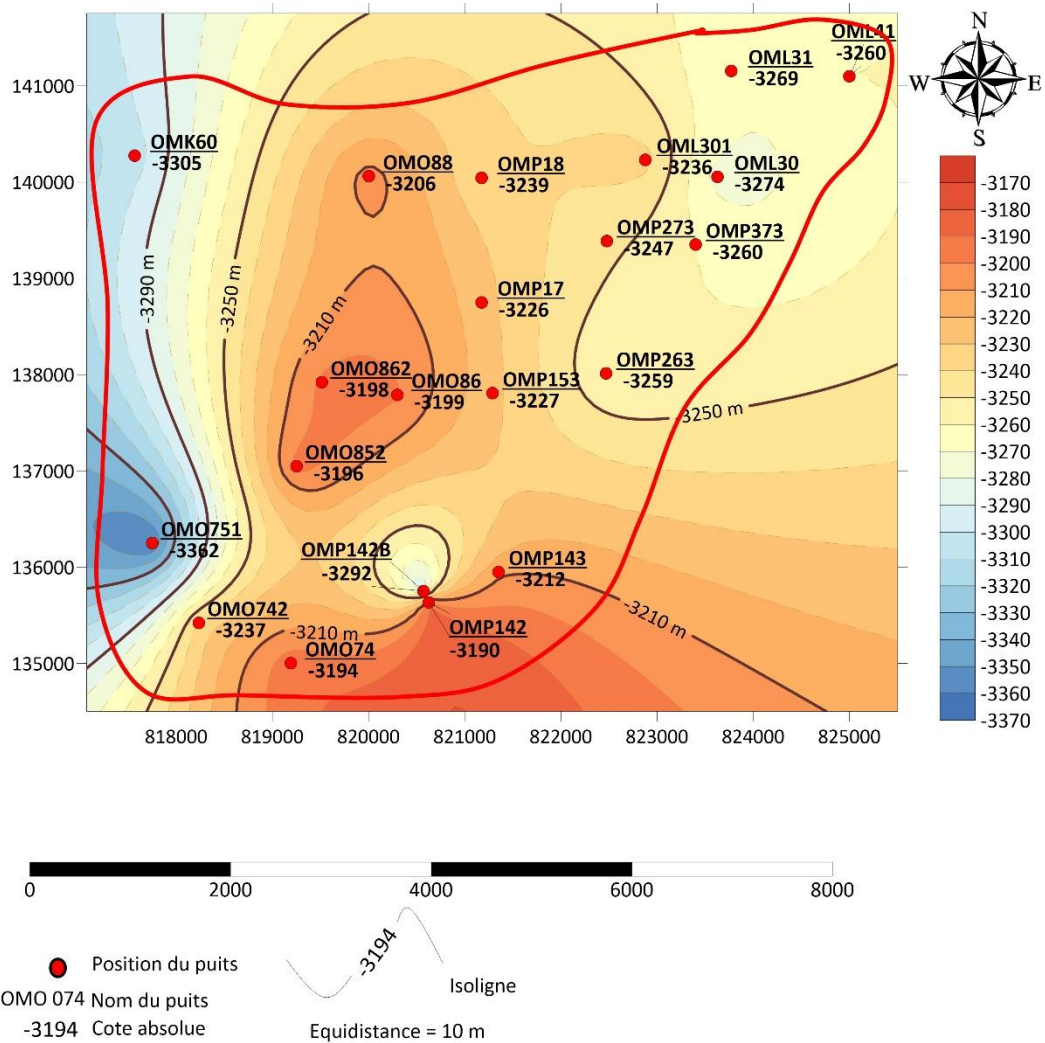 N
W E
S
141000
140000
139000
138000
137000
136000
135000
818000 819000 820000 821000 822000 823000 824000 825000
OML41
-3260
OML31
-3269
OMK60
-3305
OMO88
-3206
OMP18
-3239
OML301
-3236
OML30
-3274
OMP273
-3247
OMP373
-3260
-3290 m
-3250 m
-3210 m
OMP17
-3226
OMO862
-3198
OMO86
-3199
OMP153
-3227
OMP263
-3259
-3250 m
OMO852
-3196
OMO751
-3362
OMP142B
-3292
OMP143
-3212
OMO742
-3237
-3210 m
-3210 m
OMP142
-3190
OMO74
-3194
-3170
-3180
-3190
-3200
-3210
-3220
-3230
-3240
-3250
-3260
-3270
-3280
-3290
-3300
-3310
-3320
-3330
-3340
-3350
-3360
-3370
0 2000 4000 6000 8000
Position du puits
OMO 074 Nom du puits
-3194 Cote absolue
-3194
Isoligne
Equidistance = 10 m